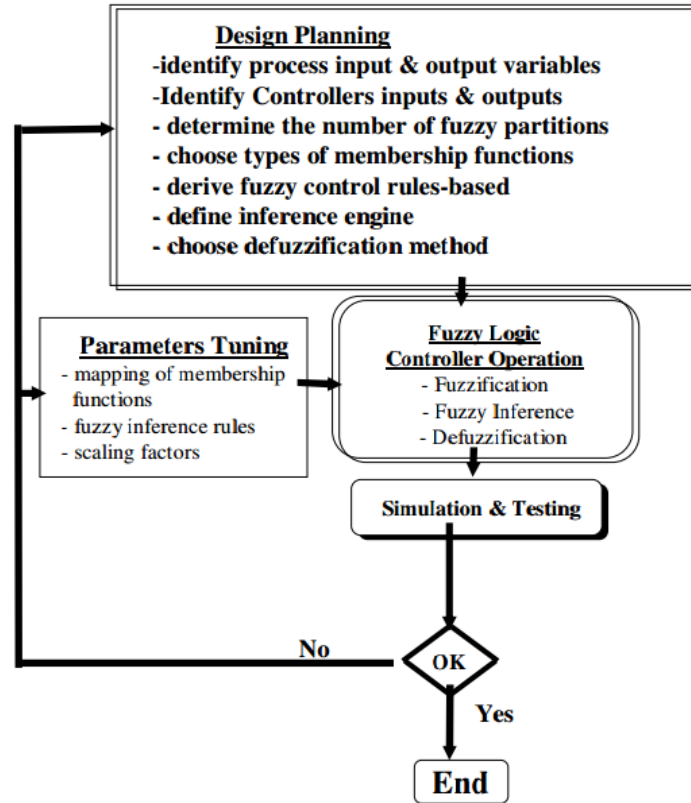 Design Planning
-identify process input & output variables
-Identify Controllers inputs & outputs
- determine the number of fuzzy partitions
- choose types of membership functions
- derive fuzzy control rules-based
- define inference engine
- choose defuzzification method
Parameters Tuning
- mapping of membership
functions
- fuzzy inference rules
- scaling factors
Fuzzy Logic
Controller Operation
- Fuzzification
- Fuzzy Inference
- Defuzzification
Simulation & Testing
No
OK
Yes
End